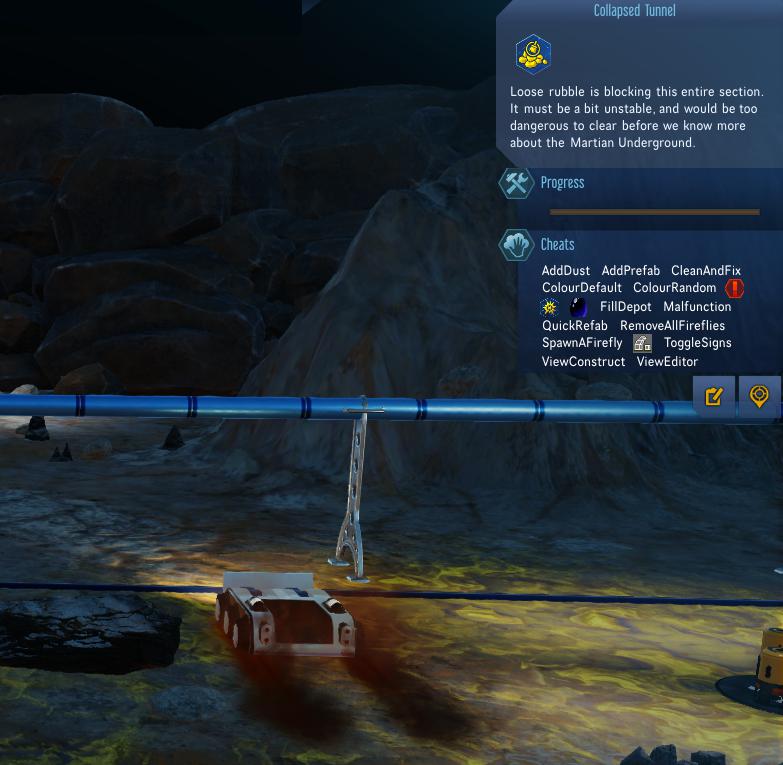 Collapsed Tunnel
Loose rubble is blocking this entire section.
It must be a bit unstable, and would be too
dangerous to clear before we know more
about the Martian Underground.
Progress
Cheats
AddDust AddPrefab CleanAndFix
ColourDefault ColourRandom
FillDepot Malfunction
QuickRefab RemoveAllFireflies
SpawnAFirefly ToggleSigns
ViewConstruct ViewEditor